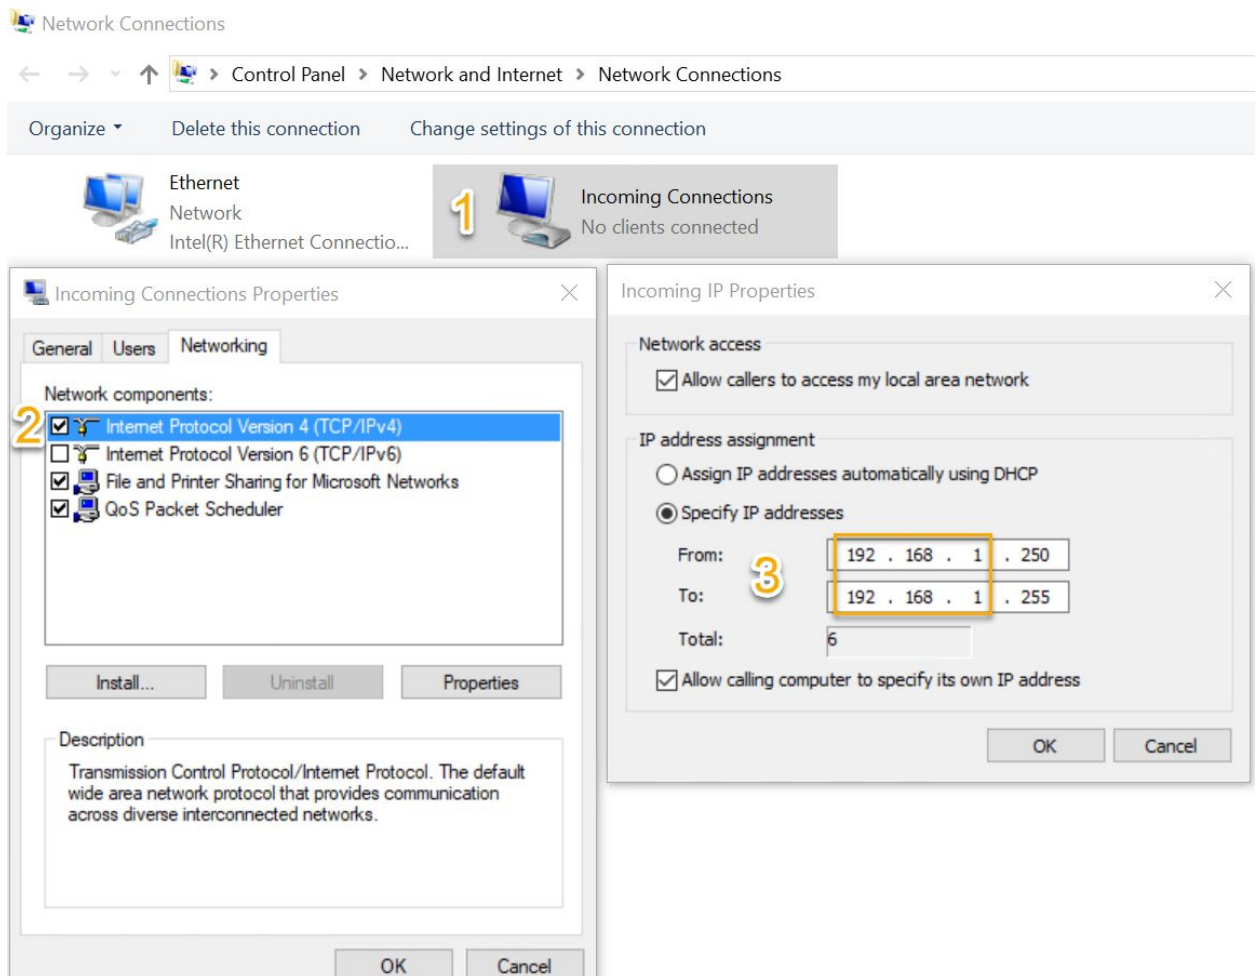 Network Connections
Control Panel > Network and Internet > Network Connections
Organize Delete this connection Change settings of this connection
Ethernet
Network
Intel(R) Ethernet Connectio...
1
Incoming Connections
No clients connected
Incoming Connections Properties
General Users Networking
Network components:
2
Internet Protocol Version 4 (TCP/IPv4)
Internet Protocol Version 6 (TCP/IPv6)
File and Printer Sharing for Microsoft Networks
QoS Packet Scheduler
Install... Uninstall Properties
Description
Transmission Control Protocol/Internet Protocol. The default
wide area network protocol that provides communication
across diverse interconnected networks.
OK Cancel
Incoming IP Properties
Network access
Allow callers to access my local area network
IP address assignment
Assign IP addresses automatically using DHCP
Specify IP addresses
From: 192 . 168 . 1 . 250
3
To: 192 . 168 . 1 . 255
Total: 6
Allow calling computer to specify its own IP address
OK Cancel